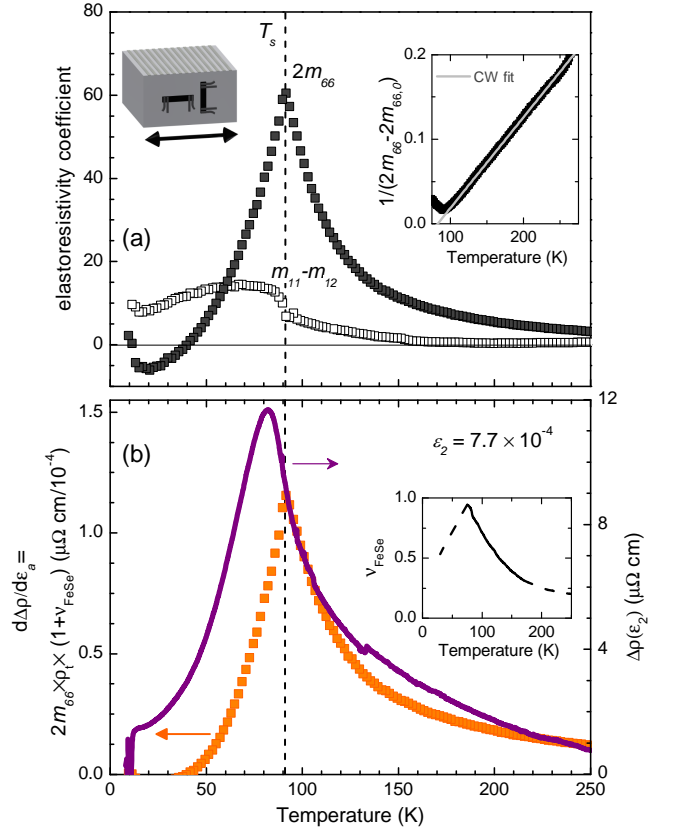 80
60
40
20
0
elastoresistivity coefficient
(a)
T_s
2m_66
m_11-m_12
0.2
0.1
0.0
1/(2m_66-2m_66,0)
CW fit
100
200
Temperature (K)
1.5
1.0
0.5
0.0
dΔρ/dε_a=
2m_66×ρ_t×(1+ν_FeSe) (μΩ cm/10^-4)
(b)
ε_2 = 7.7 × 10^-4
12
8
4
0
Δρ(ε_2) (μΩ cm)
1.0
0.5
0.0
ν_FeSe
0
100
200
Temperature (K)
0
50
100
150
200
250
Temperature (K)